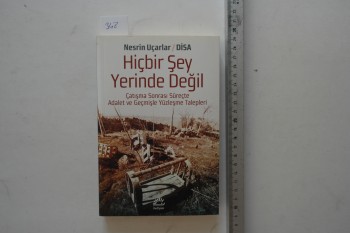 Nesrin Uçarlar / DİSA
Hiçbir Şey
Yerinde Değil
Çatışma Sonrası Süreçte
Adalet ve Geçmişle Yüzleşme Talepleri